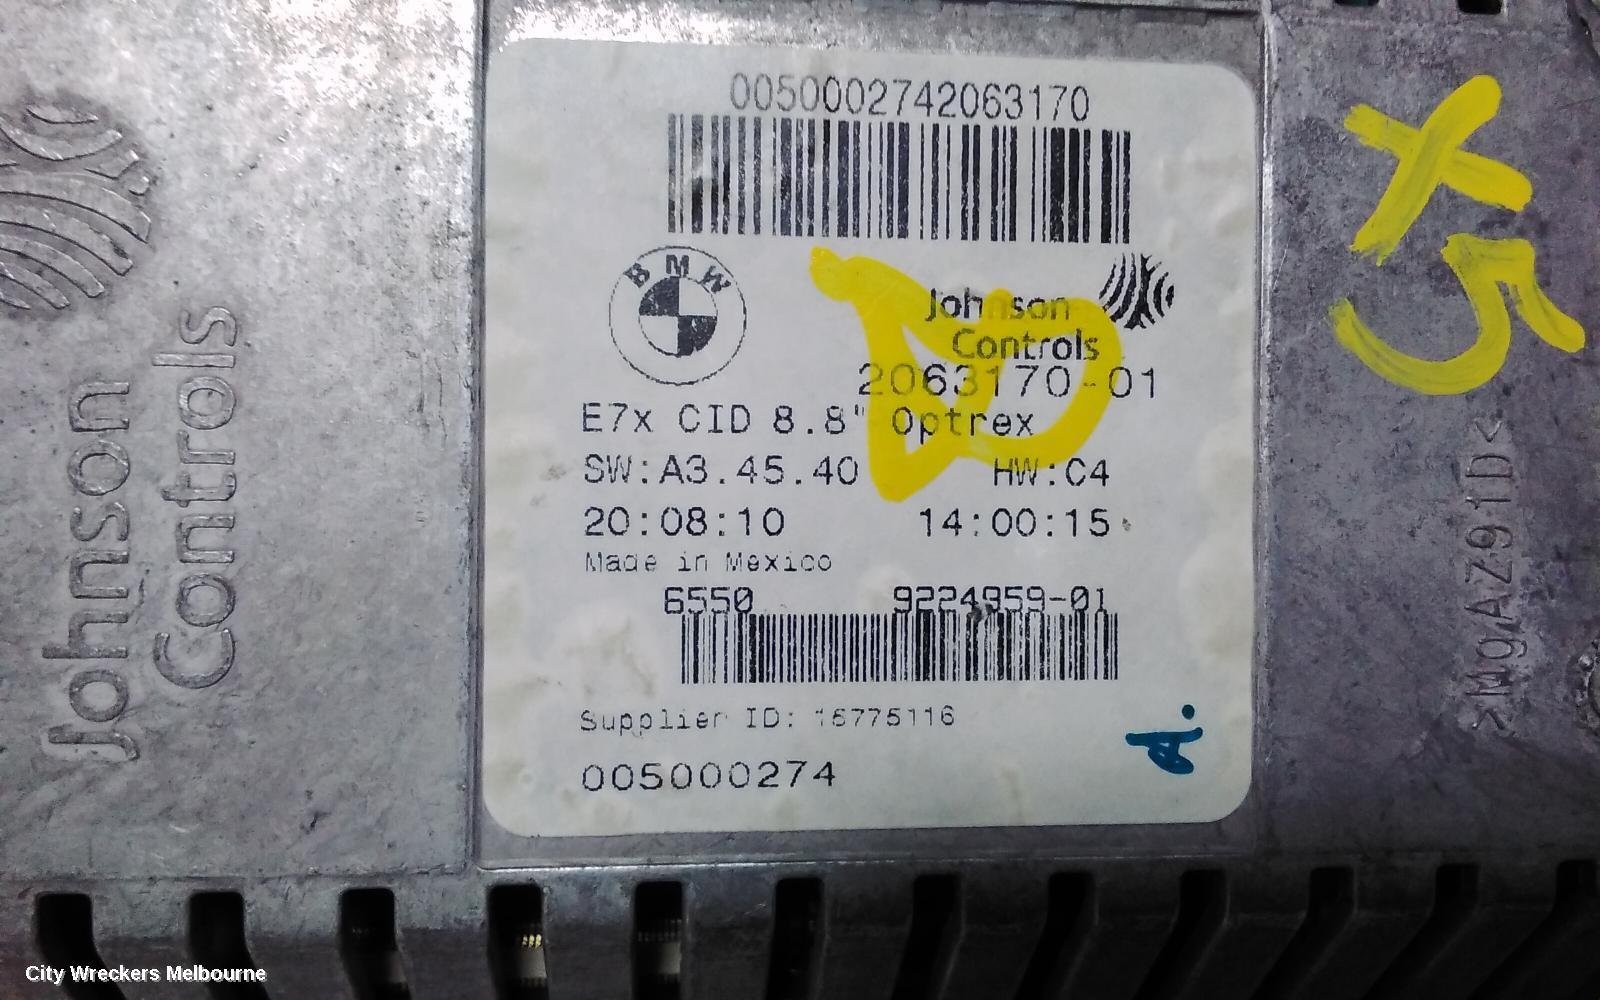 0050002742063170
BMW
Johnson
Controls
2063170-01
E7x CID 8.8" Optrex
SW:A3.45.40 HW:C4
20:08:10 14:00:15
Made in Mexico
6550 9224959-01
Supplier ID: 16775116
005000274
A.
Johnson
Controls
X5
>MgAZ91D<
City Wreckers Melbourne